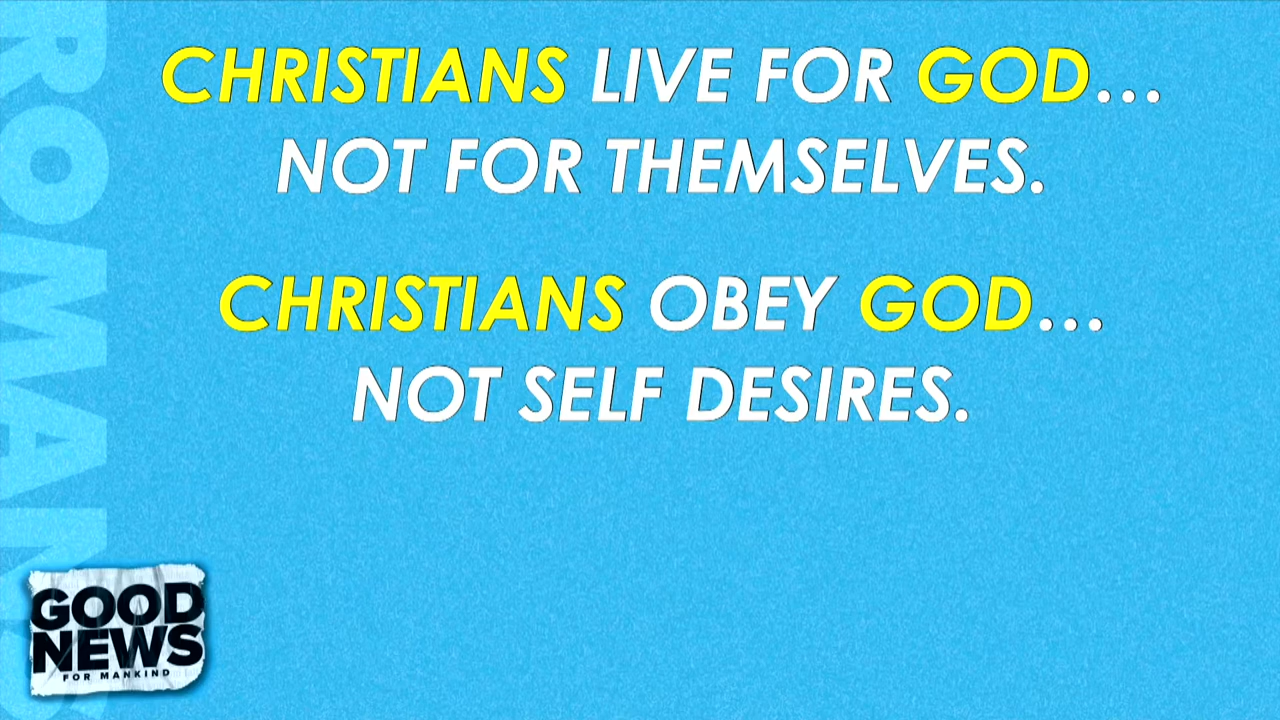 ROMANS
CHRISTIANS LIVE FOR GOD...
NOT FOR THEMSELVES.
CHRISTIANS OBEY GOD...
NOT SELF DESIRES.
GOOD
NEWS
FOR MANKIND